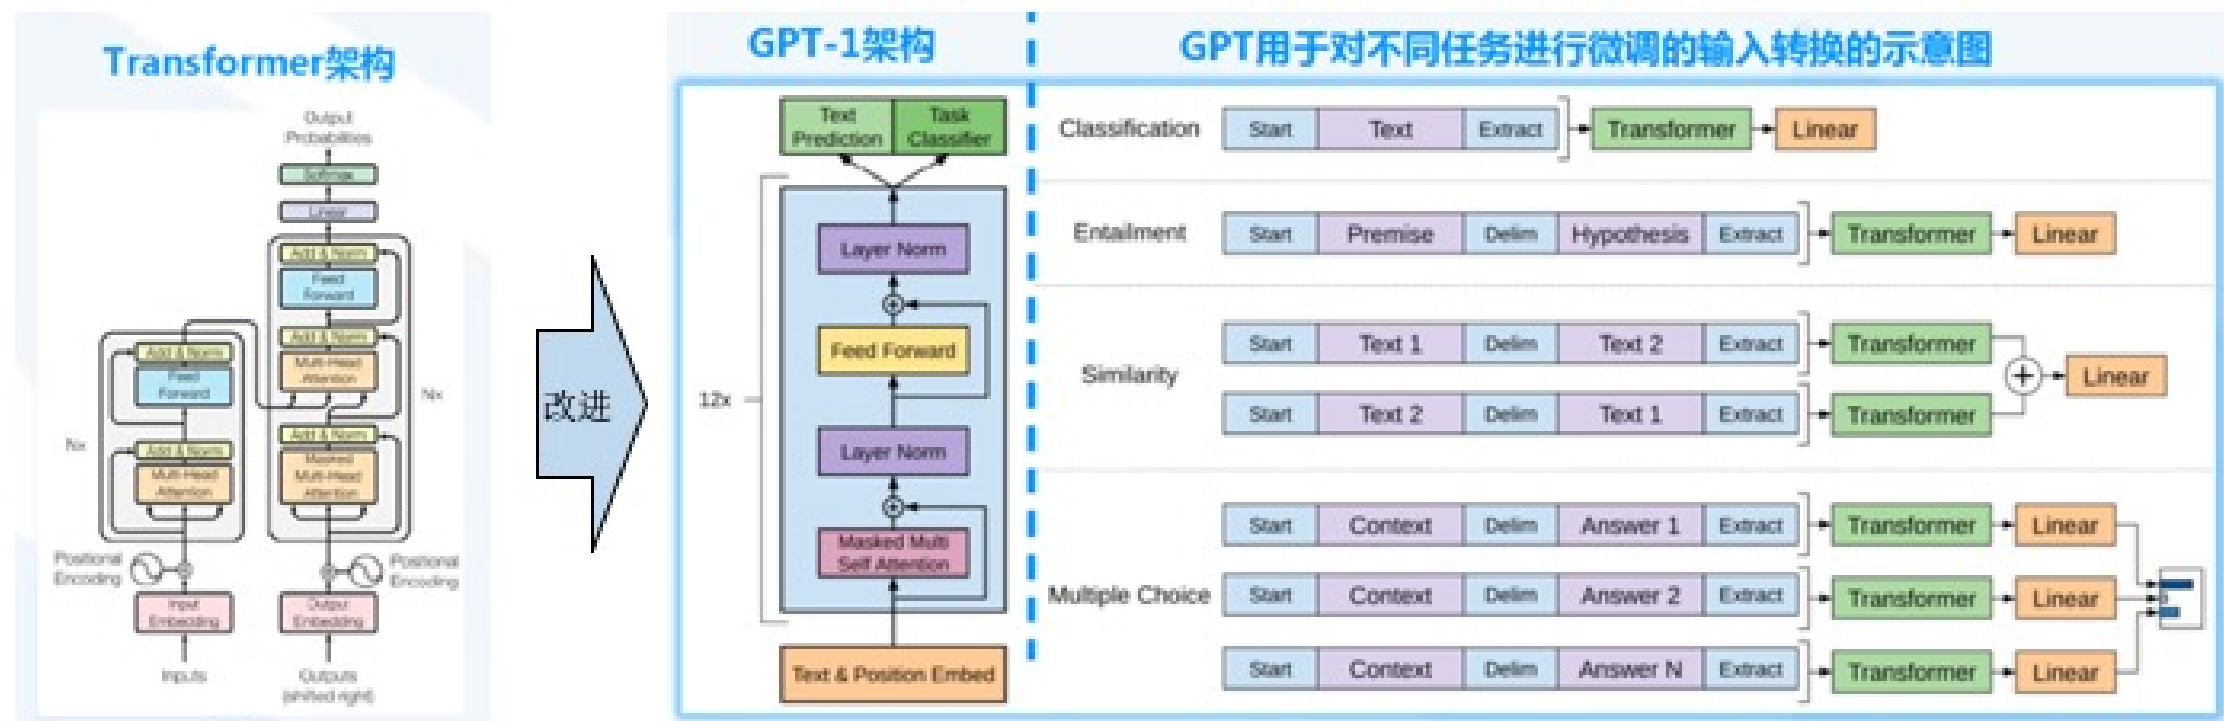 Transformer架构
Output
Probabilities
Softmax
Linear
Add & Norm
Feed
Forward
Add & Norm
Multi-Head
Attention
Nx
Add & Norm
Masked
Multi-Head
Attention
Add & Norm
Feed
Forward
Nx
Add & Norm
Multi-Head
Attention
Positional
Encoding
Positional
Encoding
Input
Embedding
Output
Embedding
Inputs
Outputs
(shifted right)
改进
GPT-1架构
Text
Prediction
Task
Classifier
Layer Norm
Feed Forward
12x
Layer Norm
Masked Multi
Self Attention
Text & Position Embed
GPT用于对不同任务进行微调的输入转换的示意图
Classification Start Text Extract Transformer Linear
Entailment Start Premise Delim Hypothesis Extract Transformer Linear
Similarity
Start Text 1 Delim Text 2 Extract Transformer
Start Text 2 Delim Text 1 Extract Transformer
Linear
Multiple Choice
Start Context Delim Answer 1 Extract Transformer Linear
Start Context Delim Answer 2 Extract Transformer Linear
Start Context Delim Answer N Extract Transformer Linear